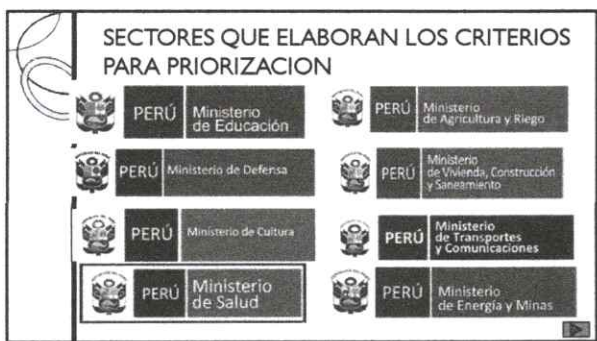 SECTORES QUE ELABORAN LOS CRITERIOS
PARA PRIORIZACION
PERÚ Ministerio
de Educación
PERÚ Ministerio
de Agricultura y Riego
PERÚ Ministerio de Defensa
PERÚ Ministerio
de Vivienda, Construcción
y Saneamiento
PERÚ Ministerio de Cultura
PERÚ Ministerio
de Transportes
y Comunicaciones
PERÚ Ministerio
de Salud
PERÚ Ministerio
de Energía y Minas